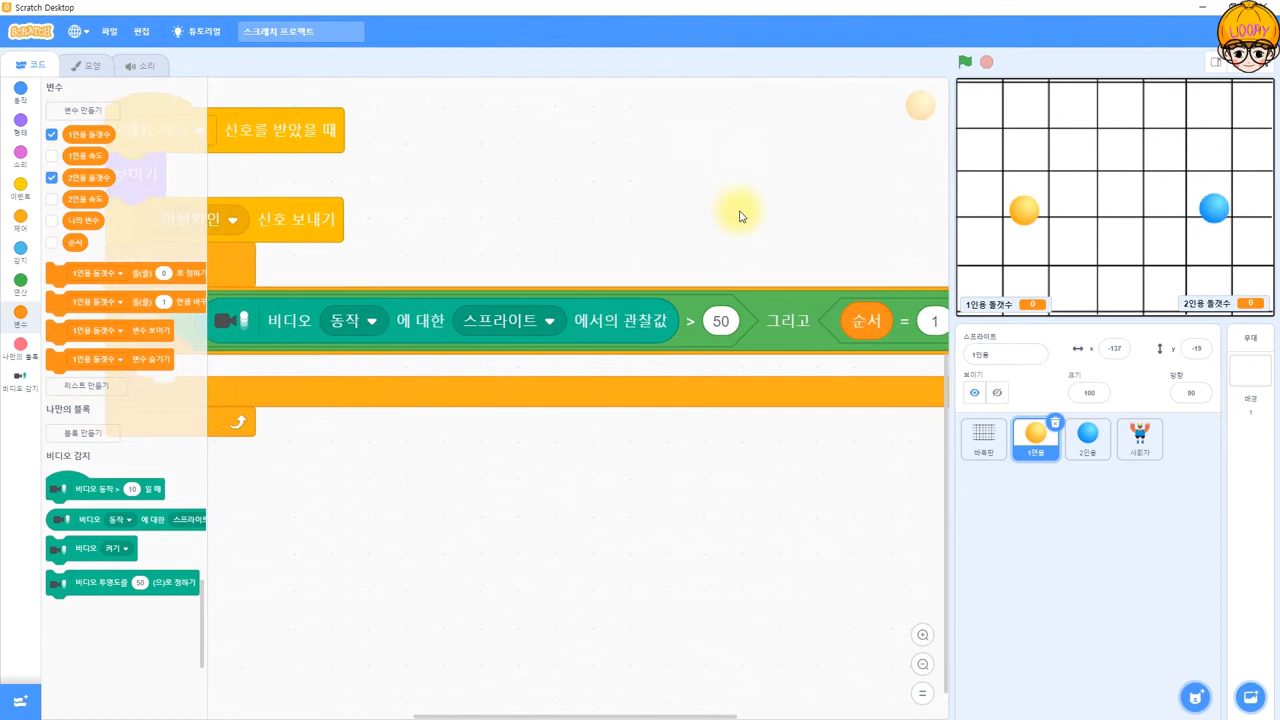 Scratch Desktop
SCRATCH
파일
편집
튜토리얼
스크래치 프로젝트
LJOOPY
코드
모양
소리
동작
형태
소리
이벤트
제어
감지
연산
변수
나만의 블록
비디오 감지
변수
변수 만들기
1인용 돌갯수
1인용 속도
2인용 돌갯수
2인용 속도
나의 변수
순서
1인용 돌갯수 을(를) 0 로 정하기
1인용 돌갯수 을(를) 1 만큼 바꾸
1인용 돌갯수 변수 보이기
1인용 돌갯수 변수 숨기기
리스트 만들기
나만의 블록
블록 만들기
비디오 감지
비디오 동작 > 10 일 때
비디오 동작 에 대한 스프라이트
비디오 켜기
비디오 투명도를 50 (으)로 정하기
신호를 받았을 때
보이기
신호 보내기
비디오 동작 에 대한 스프라이트 에서의 관찰값 > 50 그리고 순서 = 1
1인용 돌갯수 0
2인용 돌갯수 0
스프라이트
1인용
x -137
y -19
보이기
크기
100
방향
90
바둑판
1인용
2인용
사회자
무대
배경
1